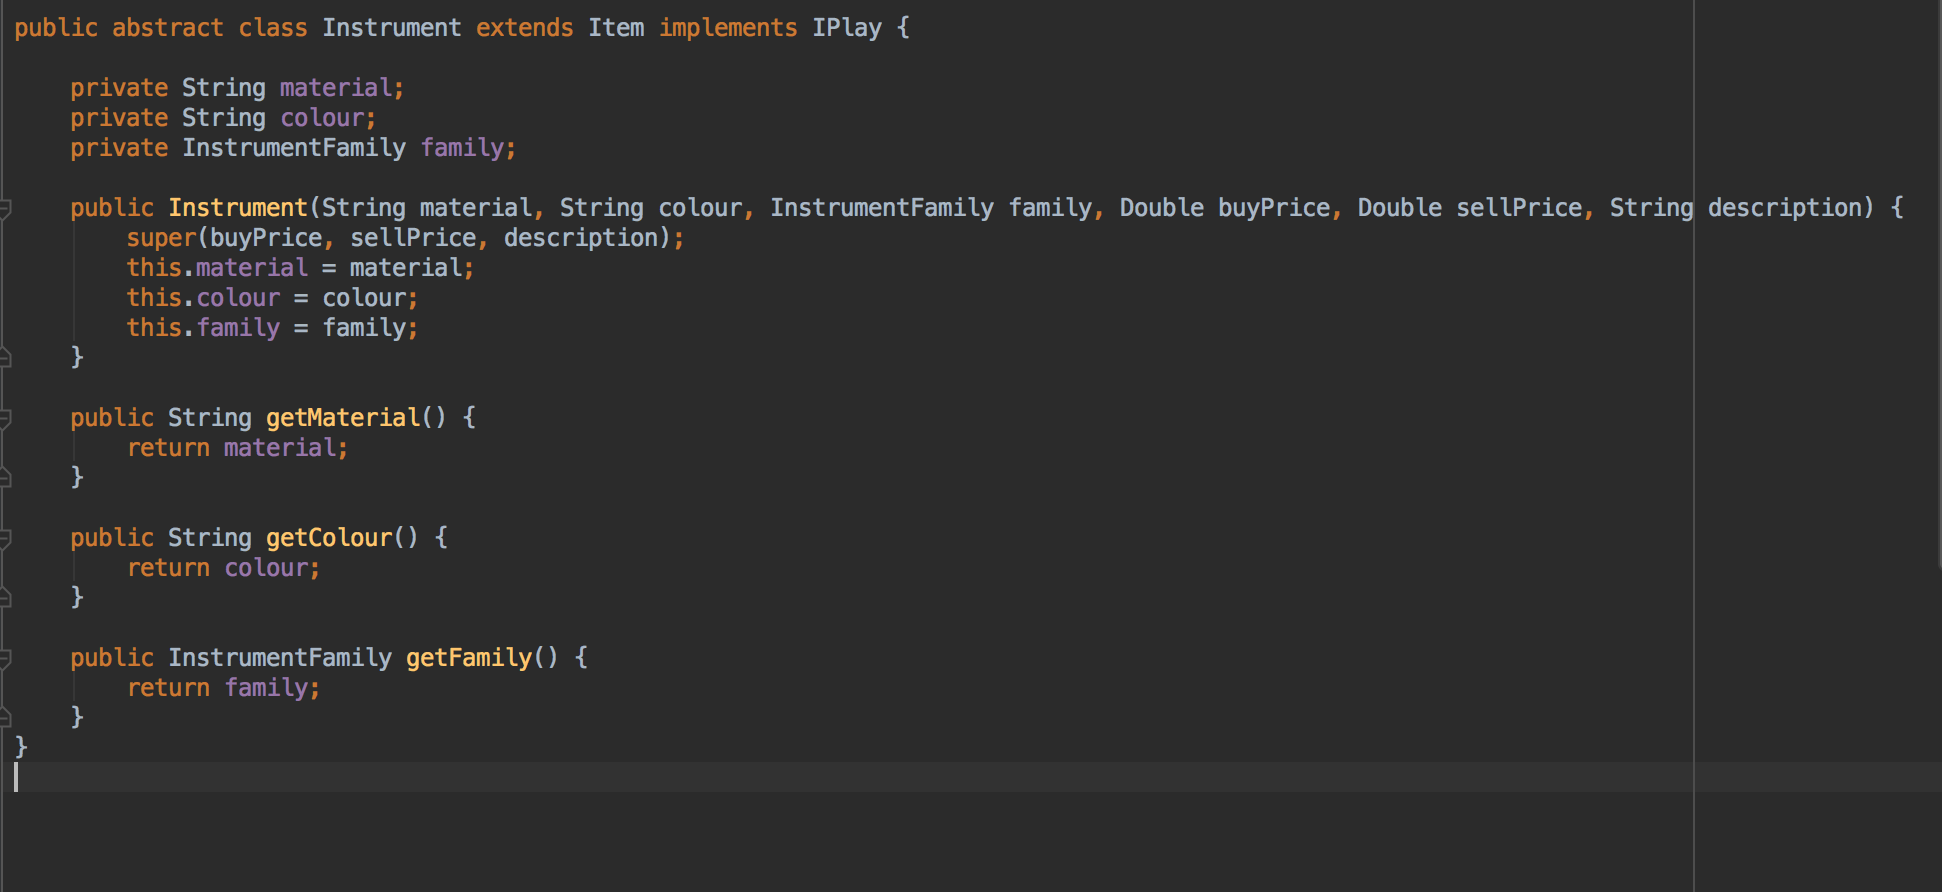 public abstract class Instrument extends Item implements IPlay {
private String material;
private String colour;
private InstrumentFamily family;
public Instrument(String material, String colour, InstrumentFamily family, Double buyPrice, Double sellPrice, String description) {
super(buyPrice, sellPrice, description);
this.material = material;
this.colour = colour;
this.family = family;
}
public String getMaterial() {
return material;
}
public String getColour() {
return colour;
}
public InstrumentFamily getFamily() {
return family;
}
}